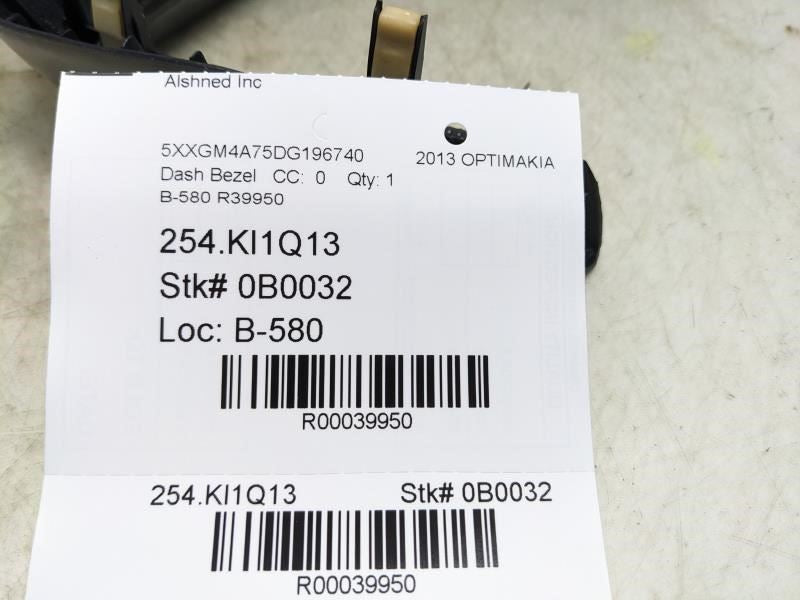 Alshned Inc
5XXGM4A75DG196740 2013 OPTIMAKIA
Dash Bezel CC: 0 Qty: 1
B-580 R39950
254.KI1Q13
Stk# 0B0032
Loc: B-580
R00039950
254.KI1Q13 Stk# 0B0032
R00039950